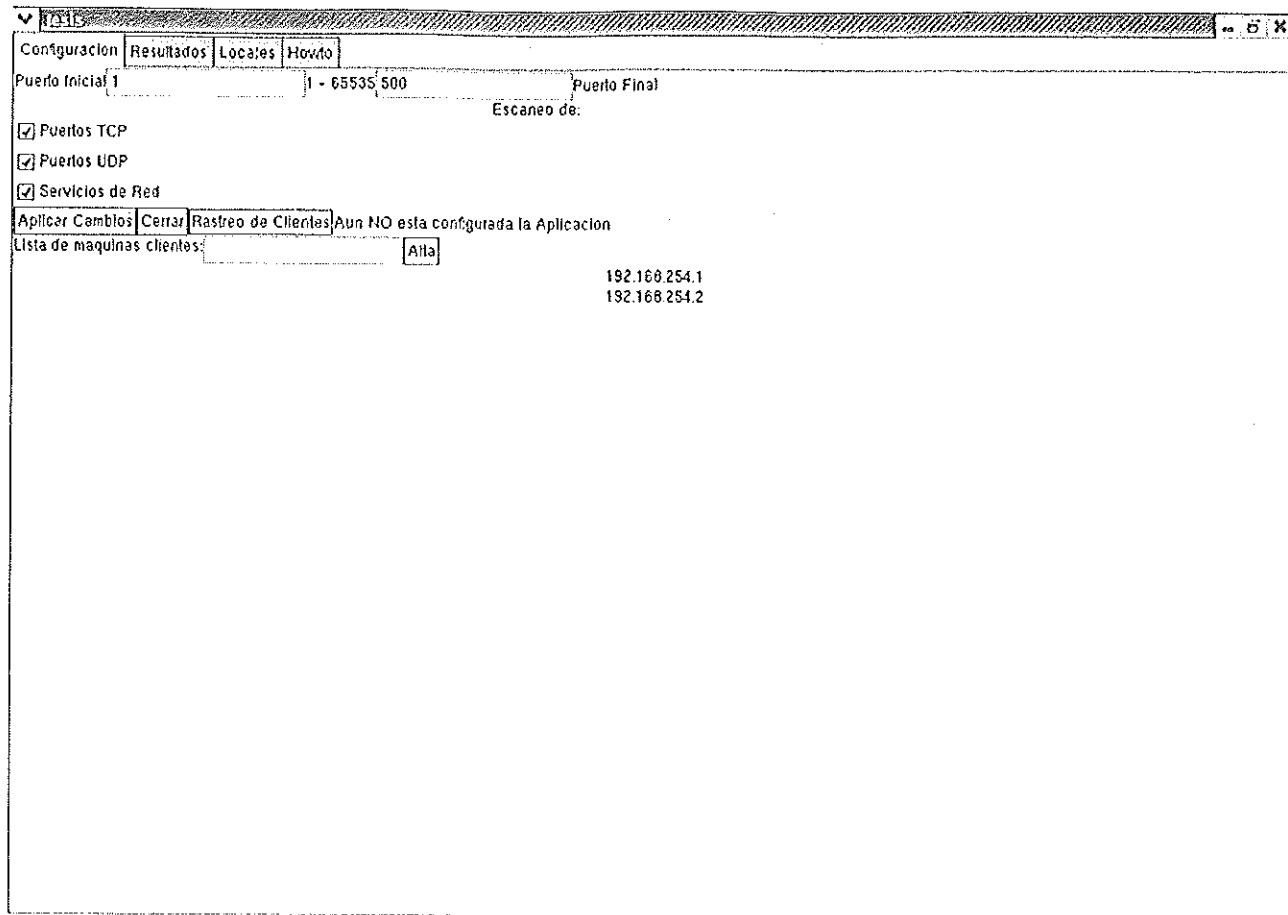 Configuracion Resultados Locales Howto
Puerto Inicial 1 1 - 65535 500 Puerto Final
Escaneo de:
Puertos TCP
Puertos UDP
Servicios de Red
Aplicar Cambios Cerrar Rastreo de Clientes Aun NO esta configurada la Aplicacion
Lista de maquinas clientes: Alta
192.168.254.1
192.168.254.2